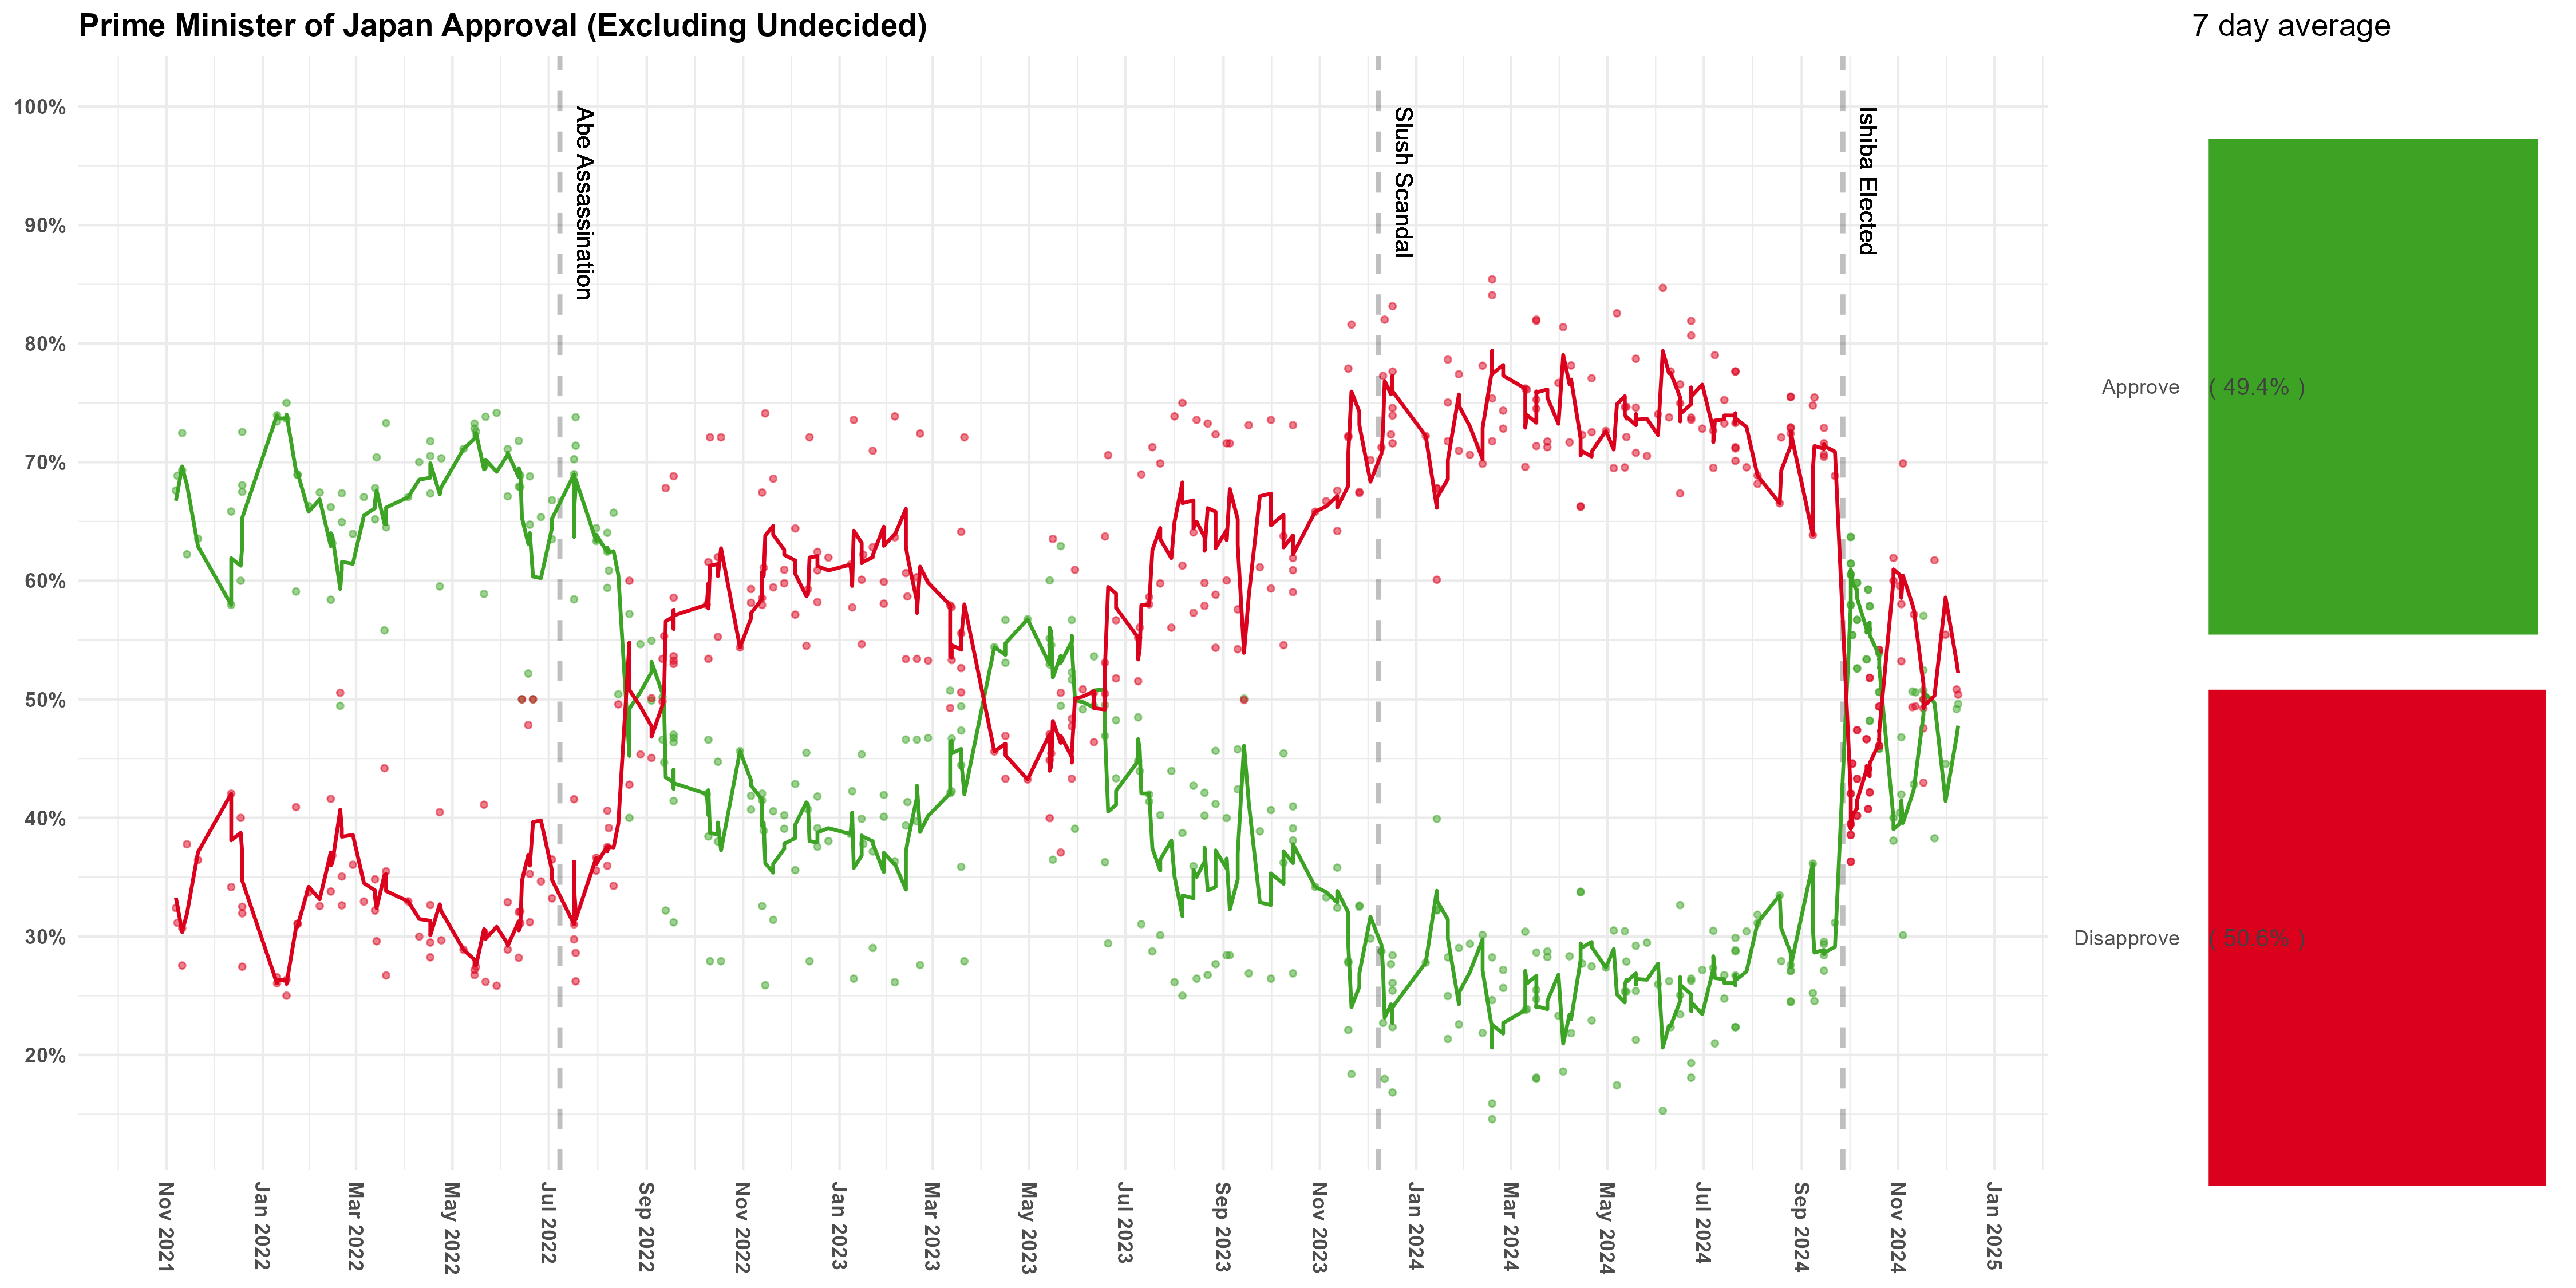 Prime Minister of Japan Approval (Excluding Undecided)
7 day average
100%
90%
80%
70%
60%
50%
40%
30%
20%
Abe Assassination
Slush Scandal
Ishiba Elected
Nov 2021
Jan 2022
Mar 2022
May 2022
Jul 2022
Sep 2022
Nov 2022
Jan 2023
Mar 2023
May 2023
Jul 2023
Sep 2023
Nov 2023
Jan 2024
Mar 2024
May 2024
Jul 2024
Sep 2024
Nov 2024
Jan 2025
Approve
( 49.4% )
Disapprove
( 50.6% )